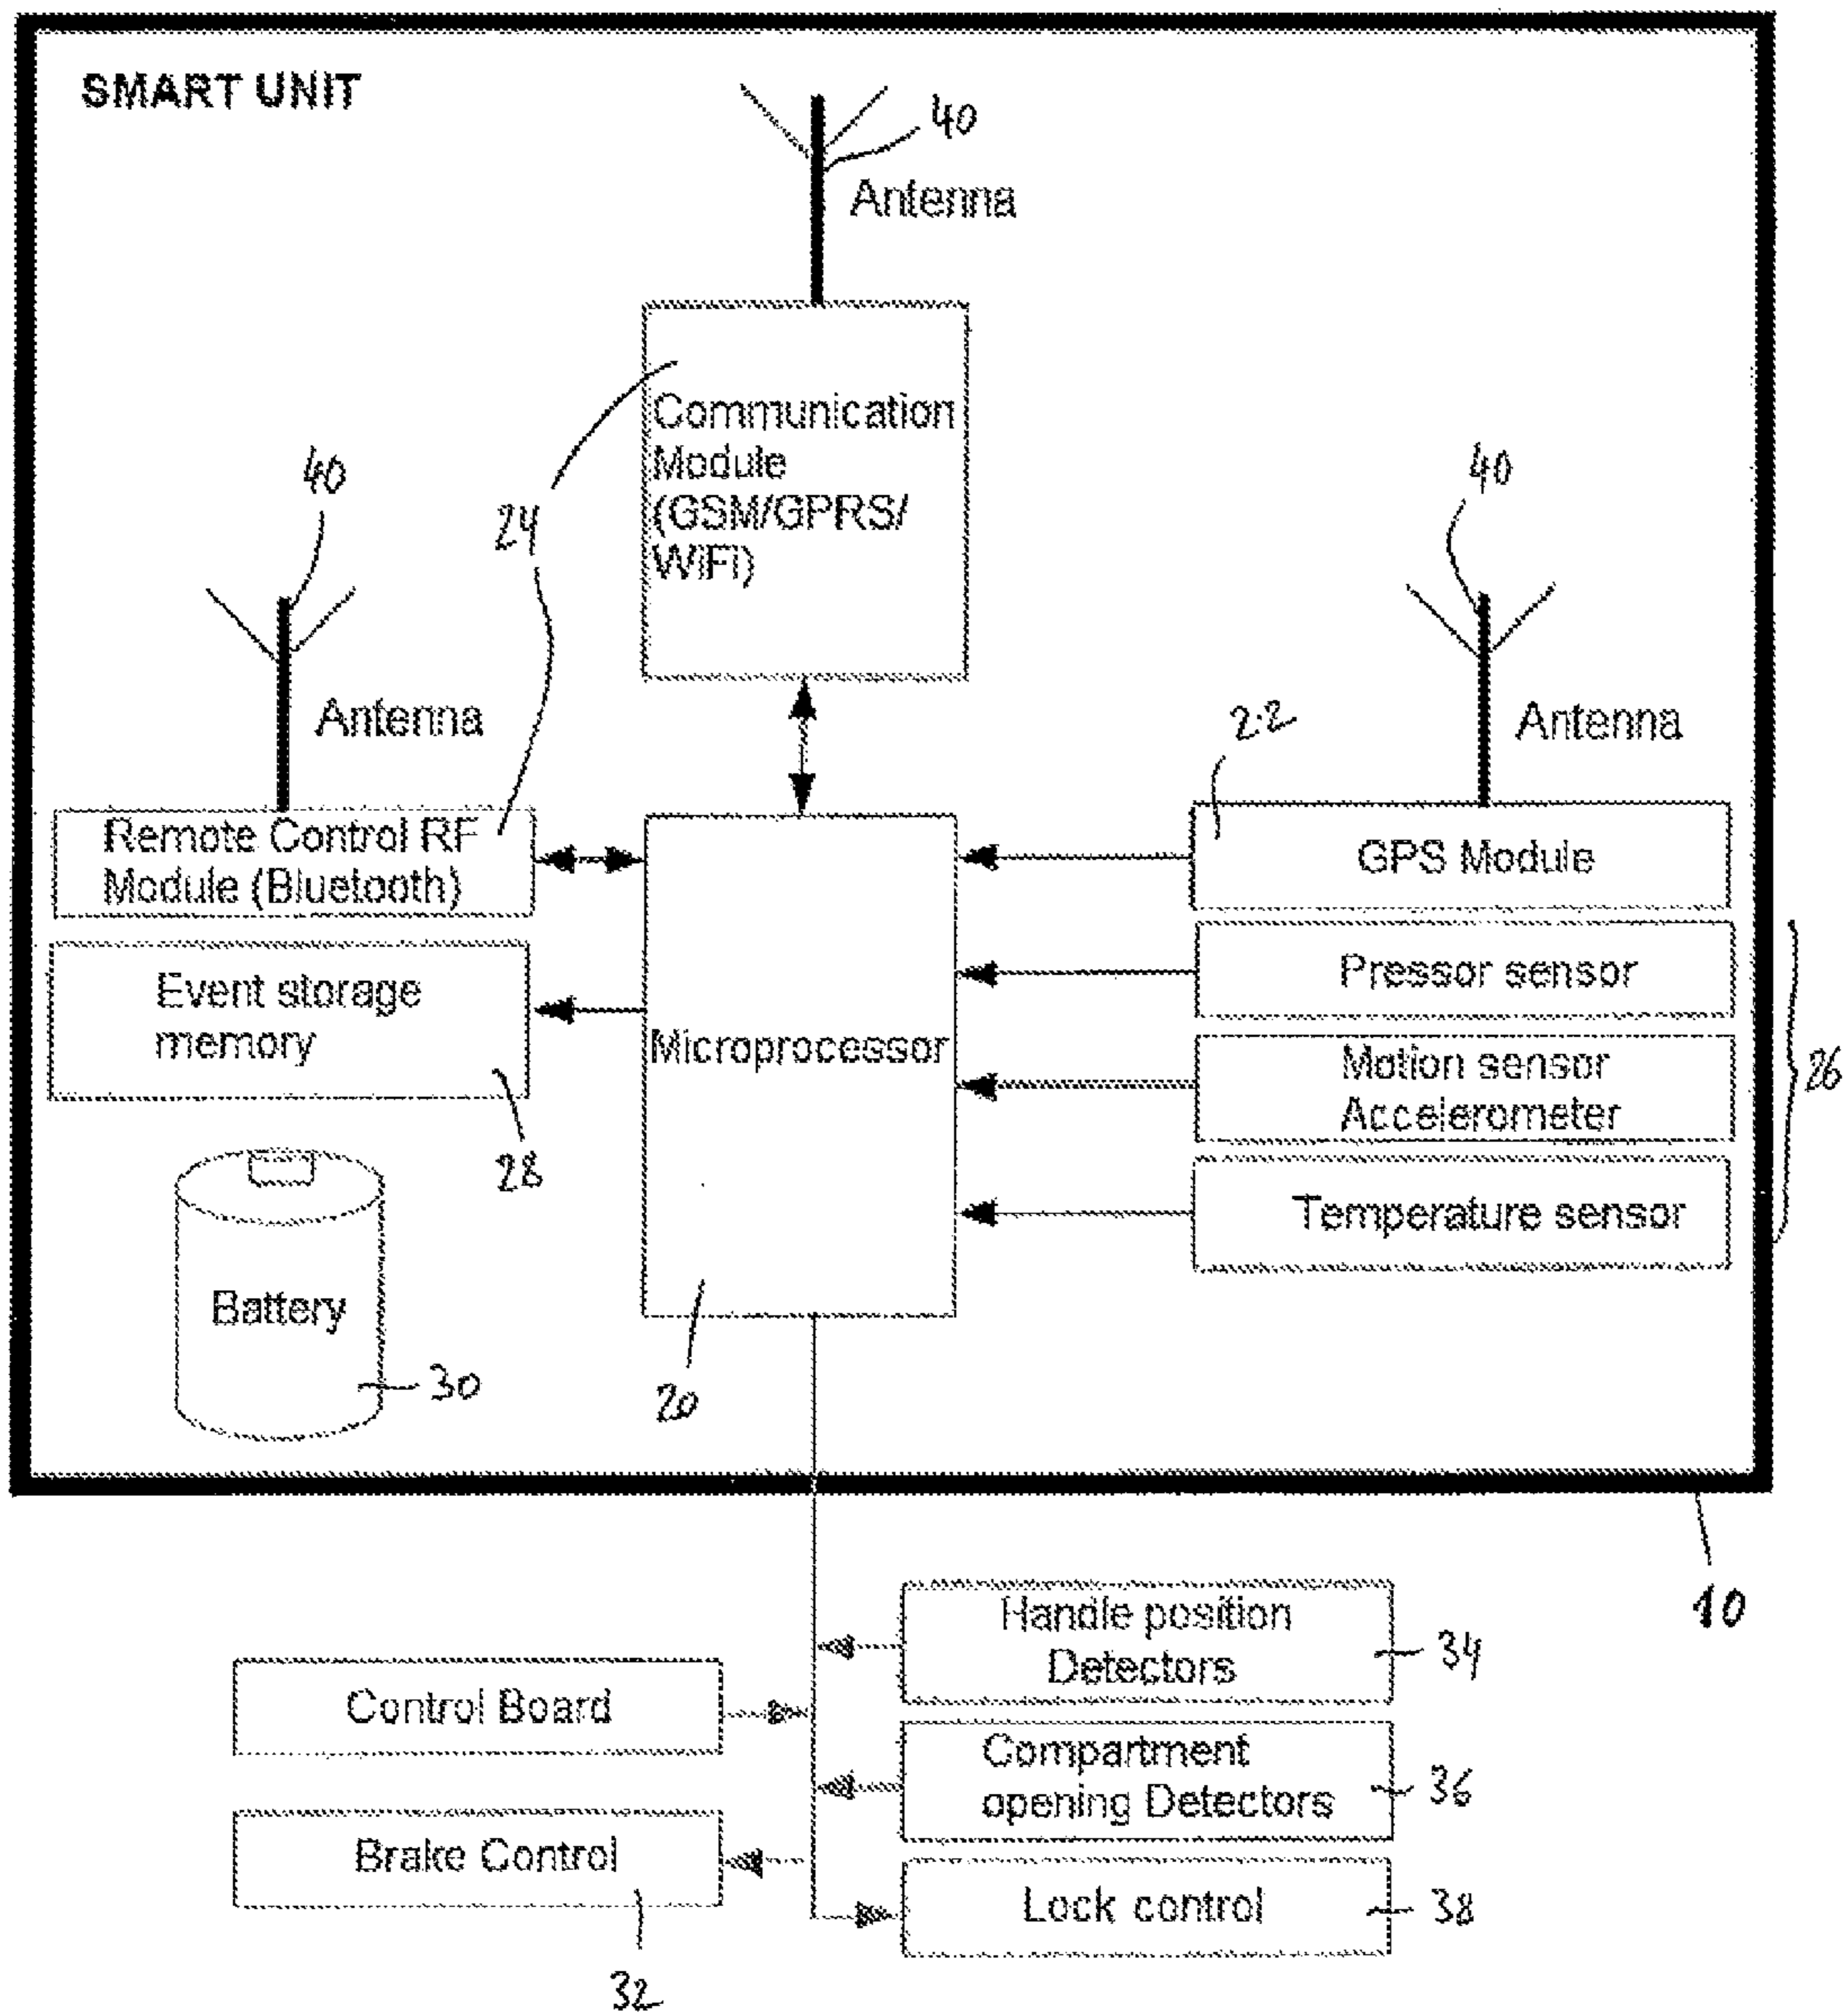 SMART UNIT
40
Antenna
24
Communication
Module
(GSM/GPRS/
WIFI)
40
Antenna
40
Antenna
22
Remote Control RF
Module (Bluetooth)
GPS Module
Event storage
memory
28
Microprocessor
20
Pressor sensor
Motion sensor
Accelerometer
Temperature sensor
26
Battery
30
10
Handle position
Detectors
34
Control Board
Compartment
opening Detectors
36
Brake Control
32
Lock control
38